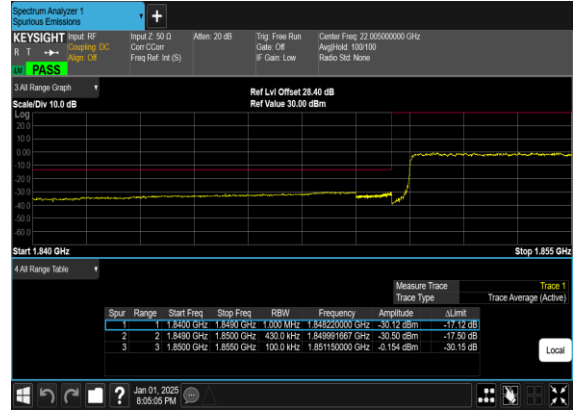 Spectrum Analyzer 1
Spurious Emissions
+
KEYSIGHT Input: RF Input Z: 50 Ω Atten: 20 dB Trig: Free Run Center Freq: 22.005000000 GHz
R T Coupling: DC Corr CCorr Gate: Off Avg|Hold: 100/100
Align: Off Freq Ref: Int (S) IF Gain: Low Radio Std: None
PASS
3 All Range Graph Ref Lvl Offset 28.40 dB
Scale/Div 10.0 dB Ref Value 30.00 dBm
Log
20.0
10.0
0.00
-10.0
-20.0
-30.0
-40.0
-50.0
-60.0
Start 1.840 GHz Stop 1.855 GHz
4 All Range Table
Measure Trace Trace 1
Trace Type Trace Average (Active)
Spur Range Start Freq Stop Freq RBW Frequency Amplitude ΔLimit
1 1 1.8400 GHz 1.8490 GHz 1.000 MHz 1.848220000 GHz -30.12 dBm -17.12 dB
2 2 1.8490 GHz 1.8500 GHz 430.0 kHz 1.849991667 GHz -30.50 dBm -17.50 dB
3 3 1.8500 GHz 1.8550 GHz 100.0 kHz 1.851150000 GHz -0.154 dBm -30.15 dB
Local
? Jan 01, 2025
8:05:05 PM